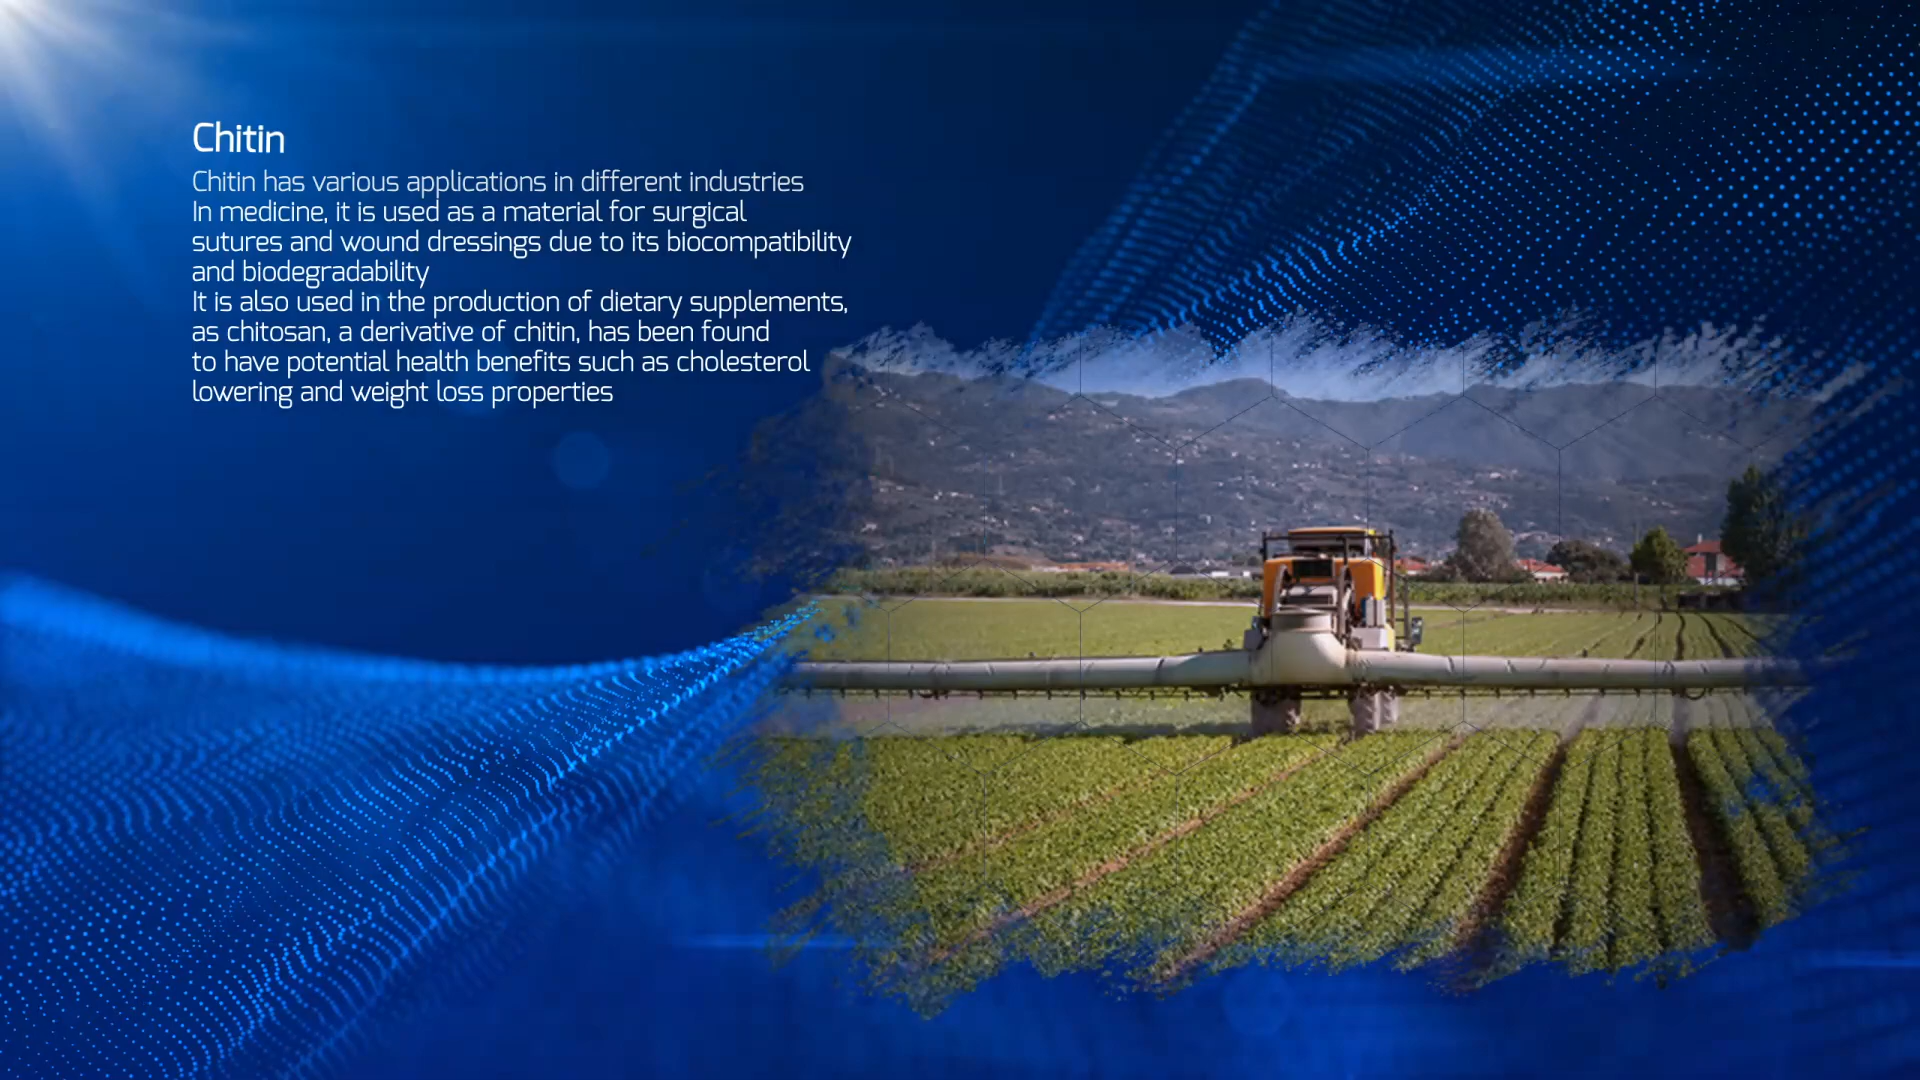 Chitin
Chitin has various applications in different industries
In medicine, it is used as a material for surgical
sutures and wound dressings due to its biocompatibility
and biodegradability
It is also used in the production of dietary supplements,
as chitosan, a derivative of chitin, has been found
to have potential health benefits such as cholesterol
lowering and weight loss properties